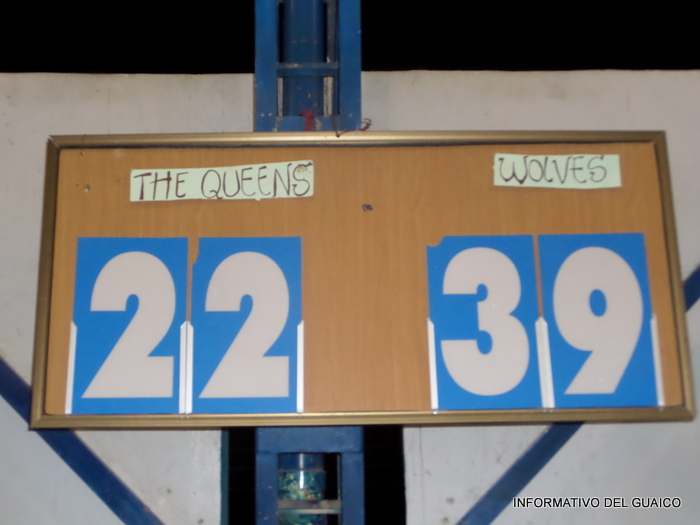 THE QUEENS WOLVES
22 39
INFORMATIVO DEL GUAICO